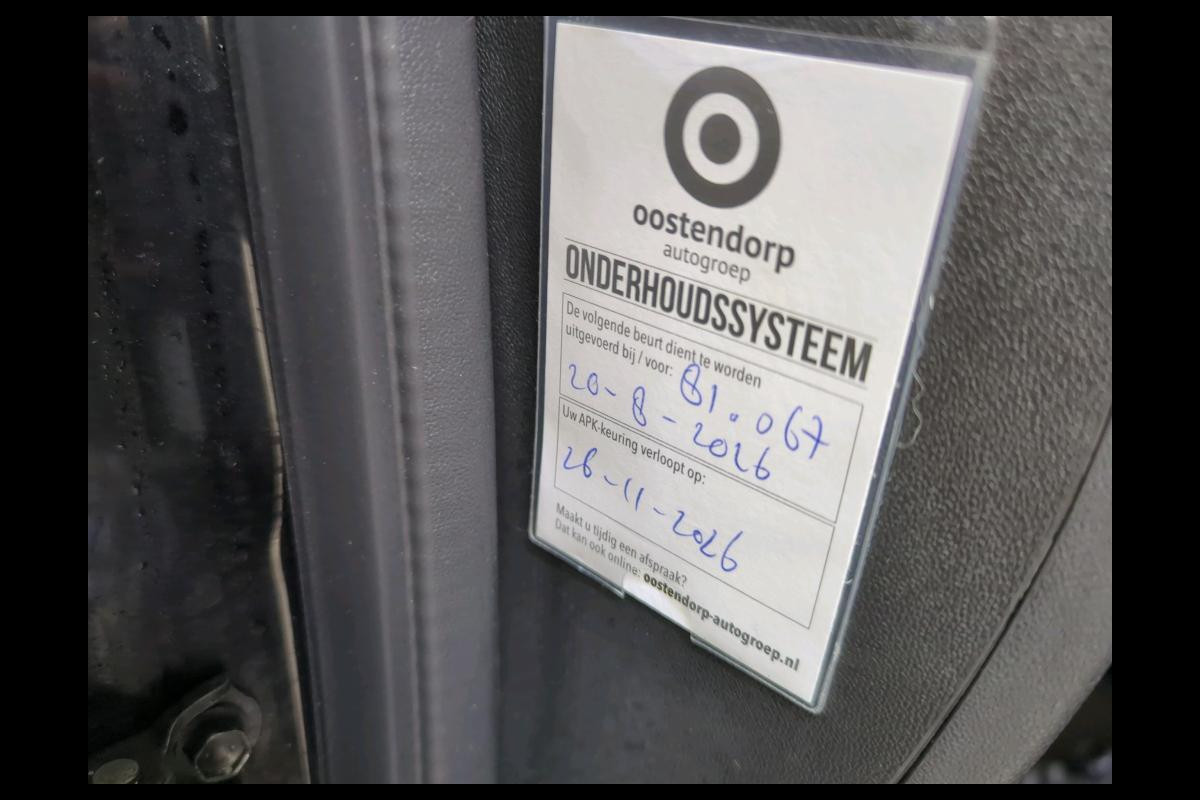 oostendorp
autogroep
ONDERHOUDSSYSTEEM
De volgende beurt dient te worden
uitgevoerd bij / voor: 81.067
20-8-2026
Uw APK-keuring verloopt op:
26-11-2026
Maakt u tijdig een afspraak?
Dat kan ook online: oostendorp-autogroep.nl